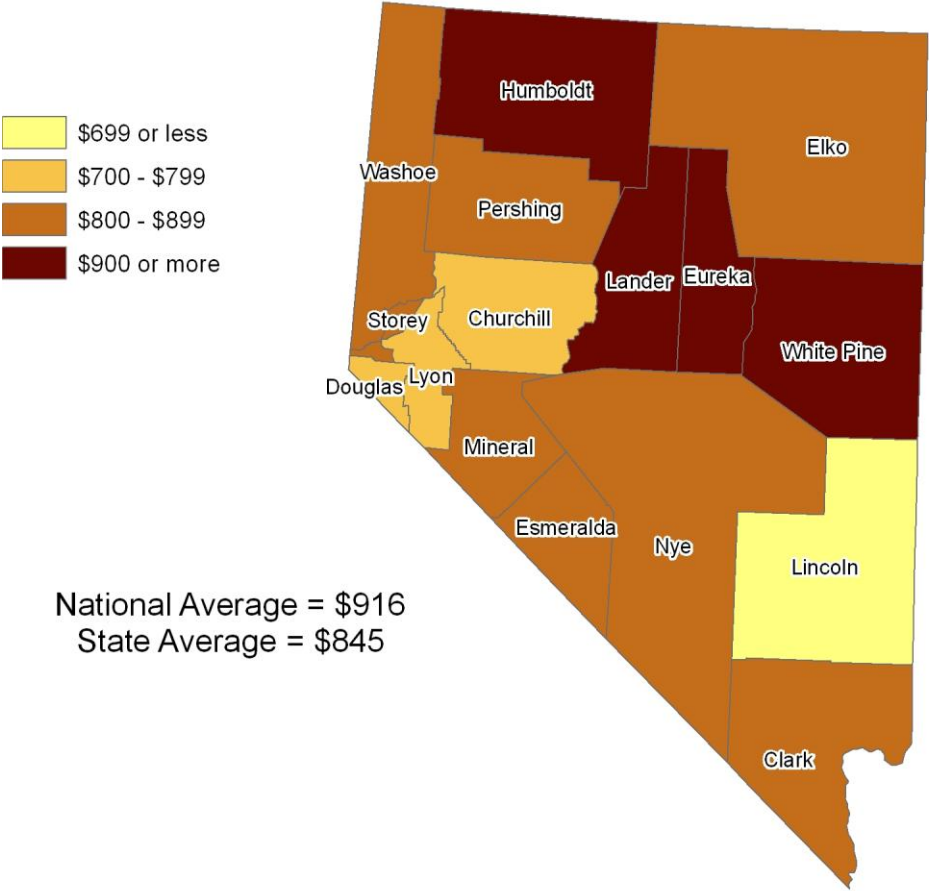 Humboldt
$699 or less
Elko
$700 - $799
Washoe
Pershing
$800 - $899
$900 or more
Lander
Eureka
Storey
Churchill
White Pine
Lyon
Douglas
Mineral
Esmeralda
Nye
Lincoln
National Average = $916
State Average = $845
Clark